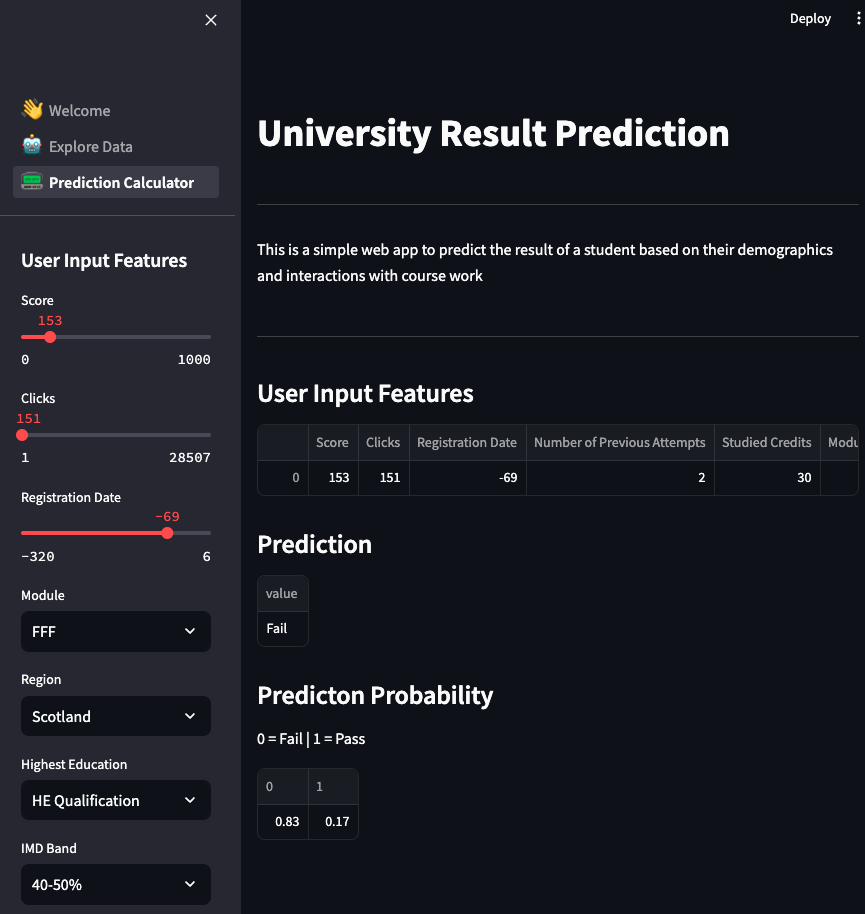 Deploy
Welcome
Explore Data
Prediction Calculator
User Input Features
Score
153
0 1000
Clicks
151
1 28507
Registration Date
-69
-320 6
Module
FFF
Region
Scotland
Highest Education
HE Qualification
IMD Band
40-50%
University Result Prediction
This is a simple web app to predict the result of a student based on their demographics
and interactions with course work
User Input Features
Score Clicks Registration Date Number of Previous Attempts Studied Credits Modu
0 153 151 -69 2 30
Prediction
value
Fail
Predicton Probability
0 = Fail | 1 = Pass
0 1
0.83 0.17